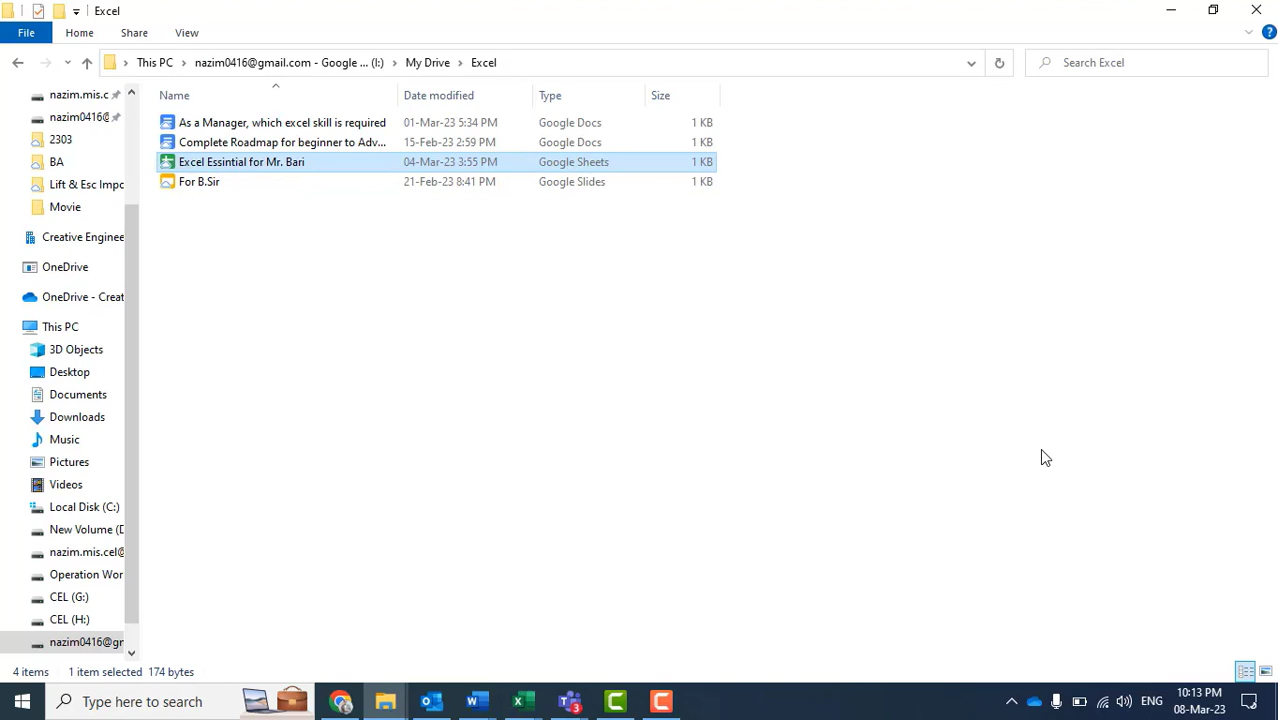 Excel
File Home Share View
This PC nazim0416@gmail.com - Google ... (I:) My Drive Excel Search Excel
Name Date modified Type Size
nazim.mis.c
nazim0416@
2303
BA
Lift & Esc Impo
Movie
Creative Enginee
OneDrive
OneDrive - Creat
This PC
3D Objects
Desktop
Documents
Downloads
Music
Pictures
Videos
Local Disk (C:)
New Volume (D
nazim.mis.cel@
Operation Wor
CEL (G:)
CEL (H:)
nazim0416@gm
As a Manager, which excel skill is required 01-Mar-23 5:34 PM Google Docs 1 KB
Complete Roadmap for beginner to Adv... 15-Feb-23 2:59 PM Google Docs 1 KB
Excel Essintial for Mr. Bari 04-Mar-23 3:55 PM Google Sheets 1 KB
For B.Sir 21-Feb-23 8:41 PM Google Slides 1 KB
4 items 1 item selected 174 bytes
Type here to search 3 ENG 10:13 PM
08-Mar-23